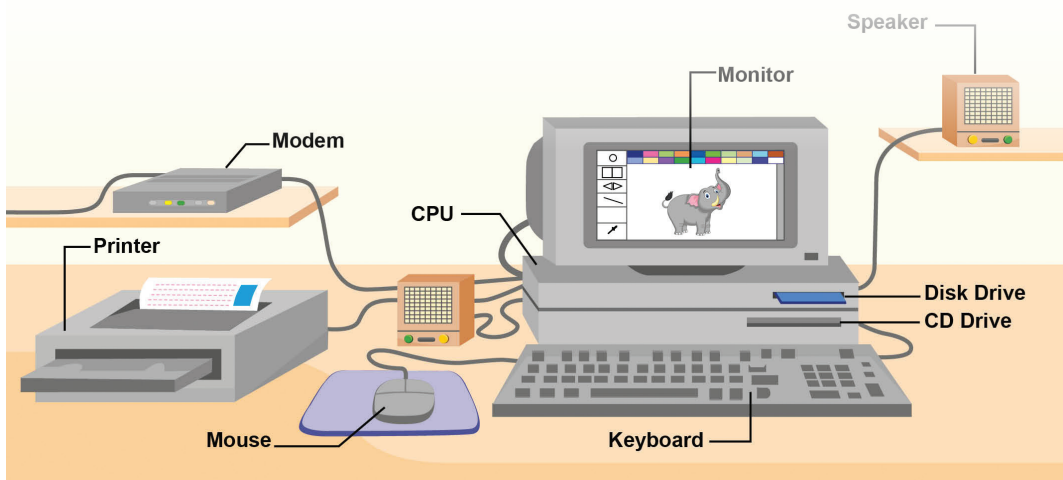 Speaker
Monitor
Modem
CPU
Printer
Disk Drive
CD Drive
Mouse
Keyboard